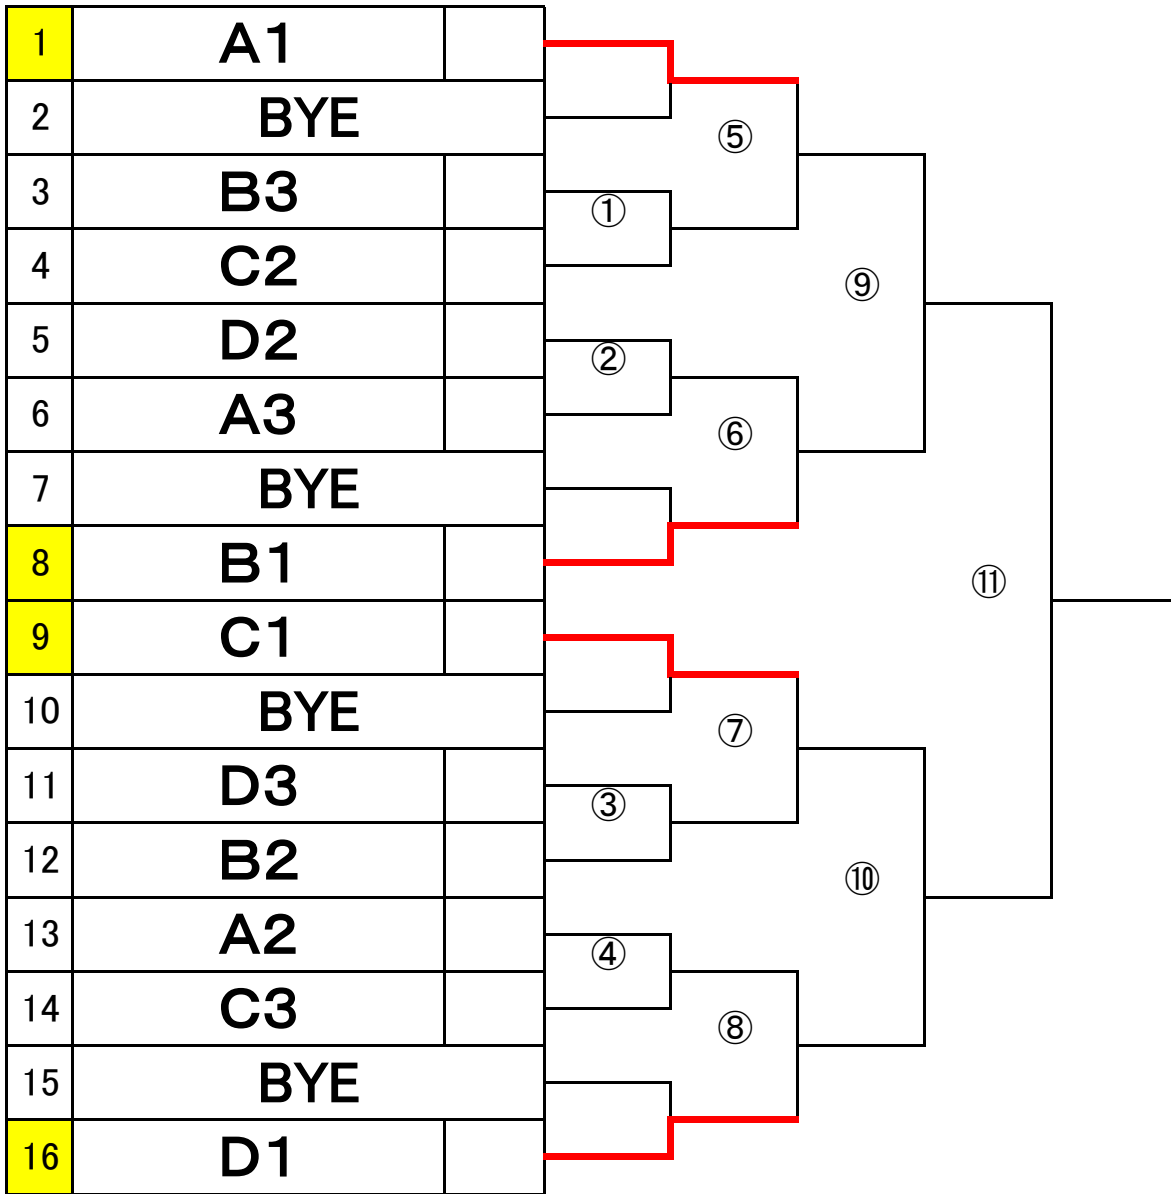 1 A1
2 BYE
⑤
3 B3
①
4 C2
⑨
5 D2
②
6 A3
⑥
7 BYE
8 B1
⑪
9 C1
10 BYE
⑦
11 D3
③
12 B2
⑩
13 A2
④
14 C3
⑧
15 BYE
16 D1